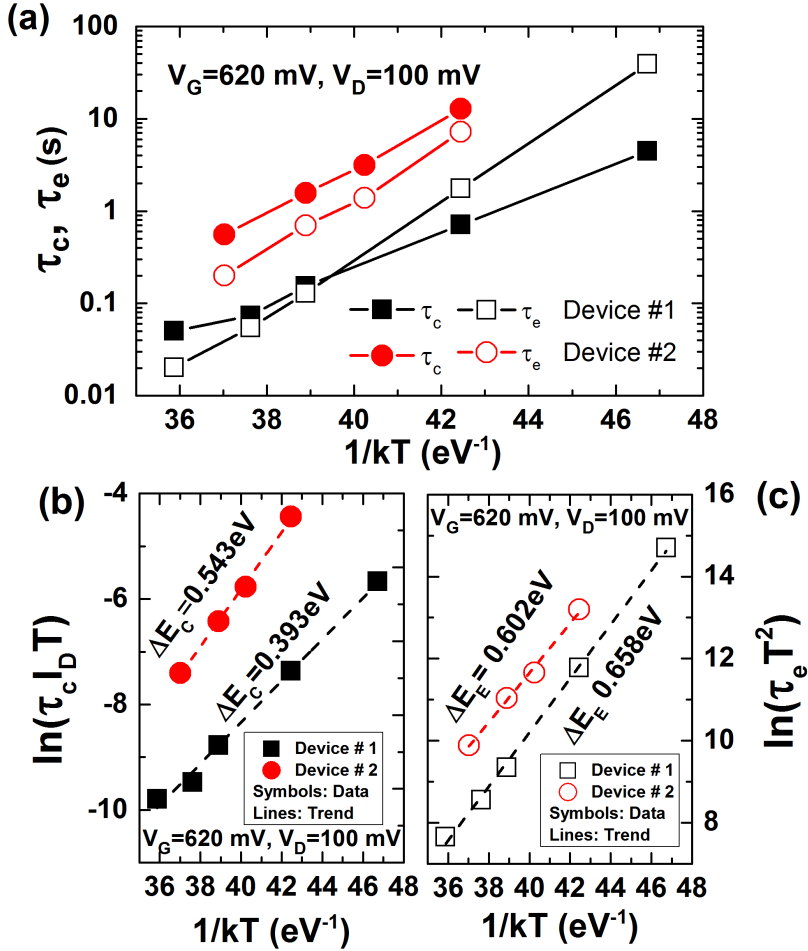 (a)
V_G=620 mV, V_D=100 mV
τ_c, τ_e (s)
100
10
1
0.1
0.01
τ_c τ_e Device #1
τ_c τ_e Device #2
36 38 40 42 44 46 48
1/kT (eV⁻¹)
(b)
ln(τ_c I_D T)
-4
-6
-8
-10
ΔE_C=0.543eV
ΔE_C=0.393eV
Device # 1
Device # 2
Symbols: Data
Lines: Trend
V_G=620 mV, V_D=100 mV
36 38 40 42 44 46 48
1/kT (eV⁻¹)
(c)
V_G=620 mV, V_D=100 mV
ΔE_E= 0.602eV
ΔE_E 0.658eV
Device # 1
Device # 2
Symbols: Data
Lines: Trend
16
14
12
10
8
ln(τ_e T²)
36 38 40 42 44 46 48
1/kT (eV⁻¹)